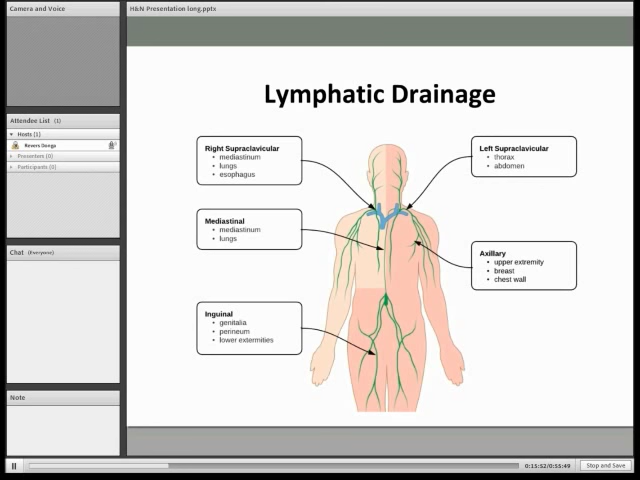 Camera and Voice
H&N Presentation long.pptx
Attendee List (1)
Hosts (1)
Revers Donga
Presenters (0)
Participants (0)
Chat (Everyone)
Note
Lymphatic Drainage
Right Supraclavicular
• mediastinum
• lungs
• esophagus
Left Supraclavicular
• thorax
• abdomen
Mediastinal
• mediastinum
• lungs
Axillary
• upper extremity
• breast
• chest wall
Inguinal
• genitalia
• perineum
• lower extermities
0:15:52/0:55:49
Stop and Save